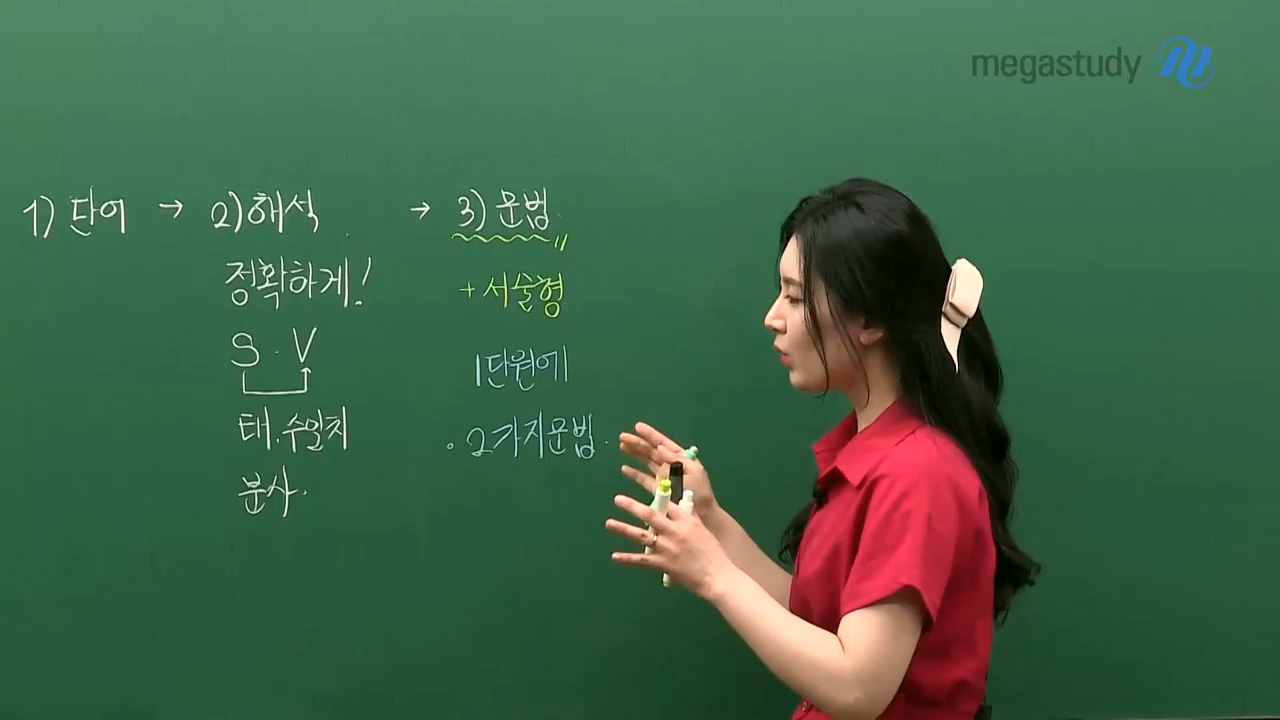 megastudy
1) 단어 → 2) 해석 → 3) 문법
정확하게!
+ 서술형
S · V
1단원에
태. 수일치
· 2가지문법.
분사.